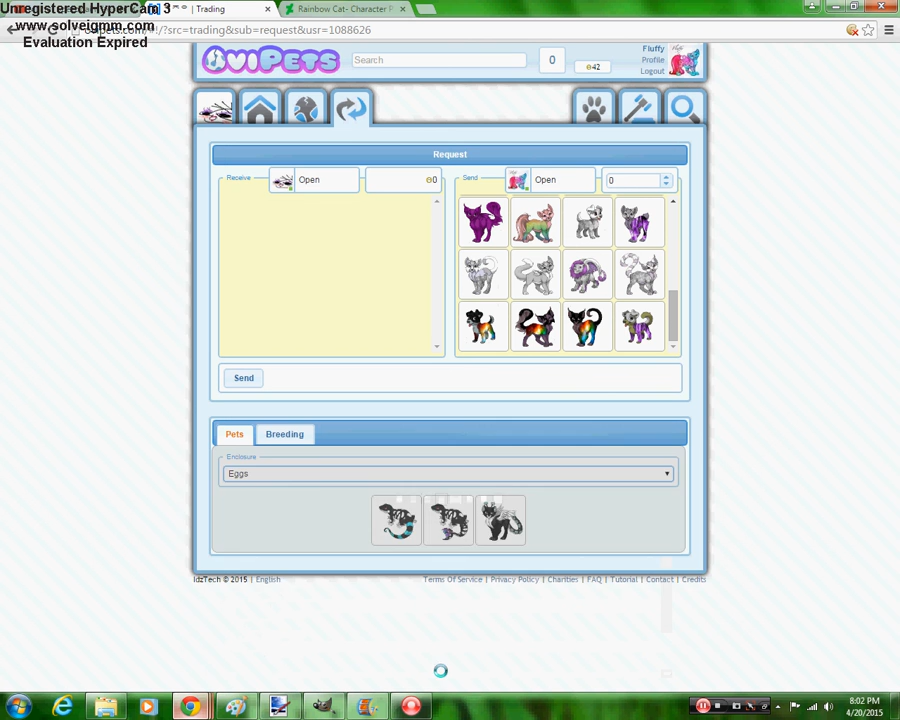 Unregistered HyperCam 3
www.solveigmm.com
Evaluation Expired
Trading
Rainbow Cat- Character P
/?src=trading&sub=request&usr=1088626
OviPets
Search
0
42
Fluffy
Profile
Logout
Request
Receive
Open
0
Send
Open
0
Send
Pets
Breeding
Enclosure
Eggs
IdzTech © 2015 | English
Terms Of Service | Privacy Policy | Charities | FAQ | Tutorial | Contact | Credits
8:02 PM
4/20/2015